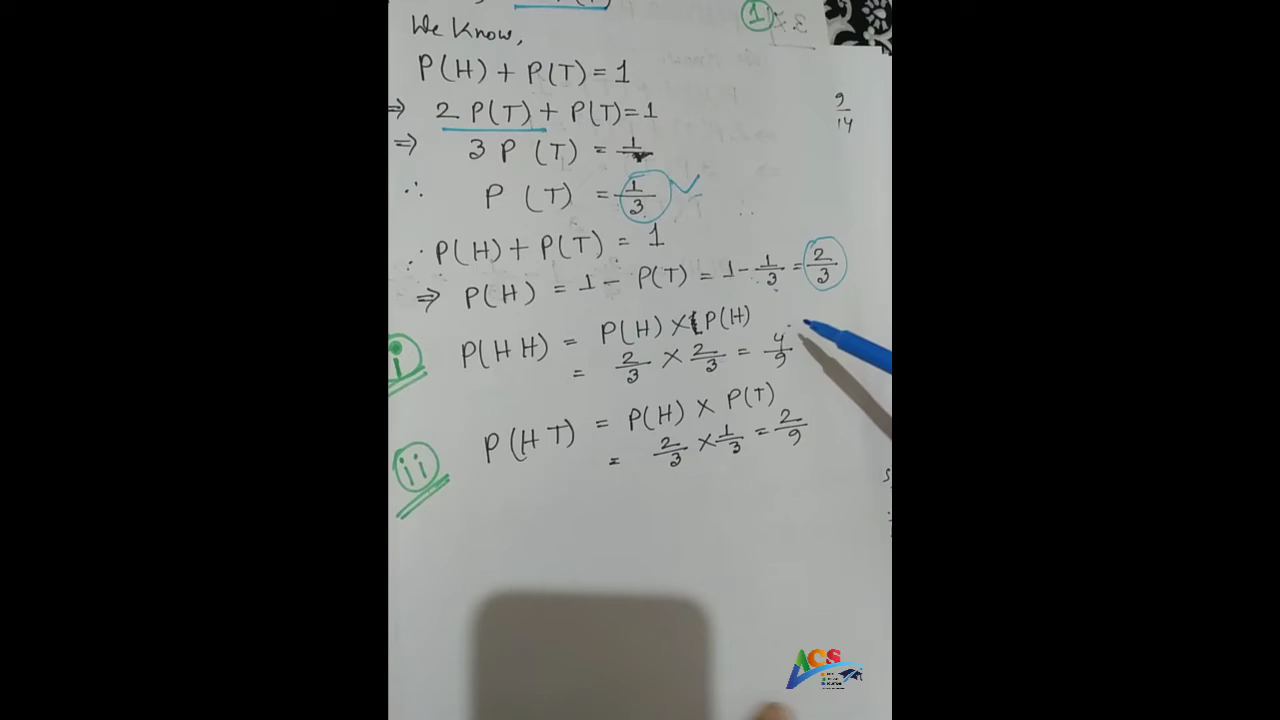 We Know,
P(H) + P(T) = 1
⇒ 2 P(T) + P(T) = 1
⇒ 3 P (T) = 1
∴ P (T) = 1/3
∴ P(H) + P(T) = 1
⇒ P(H) = 1 - P(T) = 1 - 1/3 = 2/3
i P(HH) = P(H) × P(H)
= 2/3 × 2/3 = 4/9
ii P(HT) = P(H) × P(T)
= 2/3 × 1/3 = 2/9
1
9/14
ACS